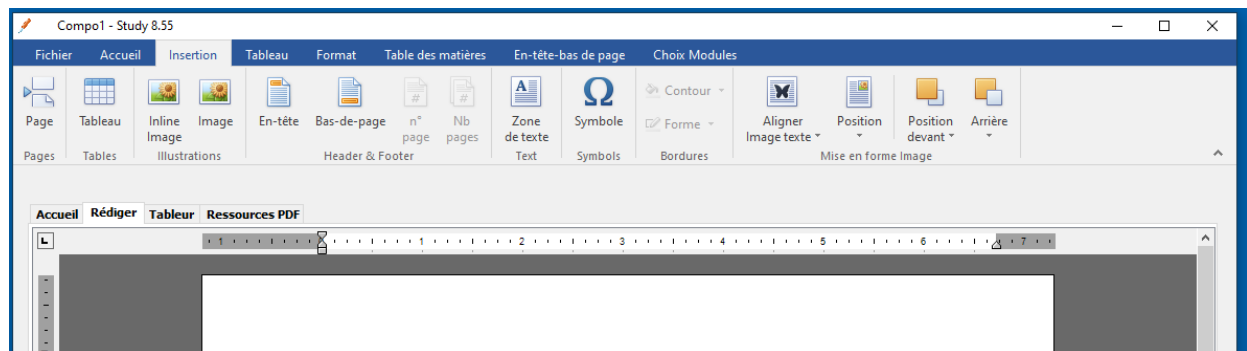 Compo1 - Study 8.55
Fichier Accueil Insertion Tableau Format Table des matières En-tête-bas de page Choix Modules
Page Tableau Inline Image Image En-tête Bas-de-page n° page Nb pages Zone de texte Symbole Contour Forme Aligner Image texte Position Position devant Arrière
Pages Tables Illustrations Header & Footer Text Symbols Bordures Mise en forme Image
Accueil Rédiger Tableur Ressources PDF
L 1 1 2 3 4 5 6 7